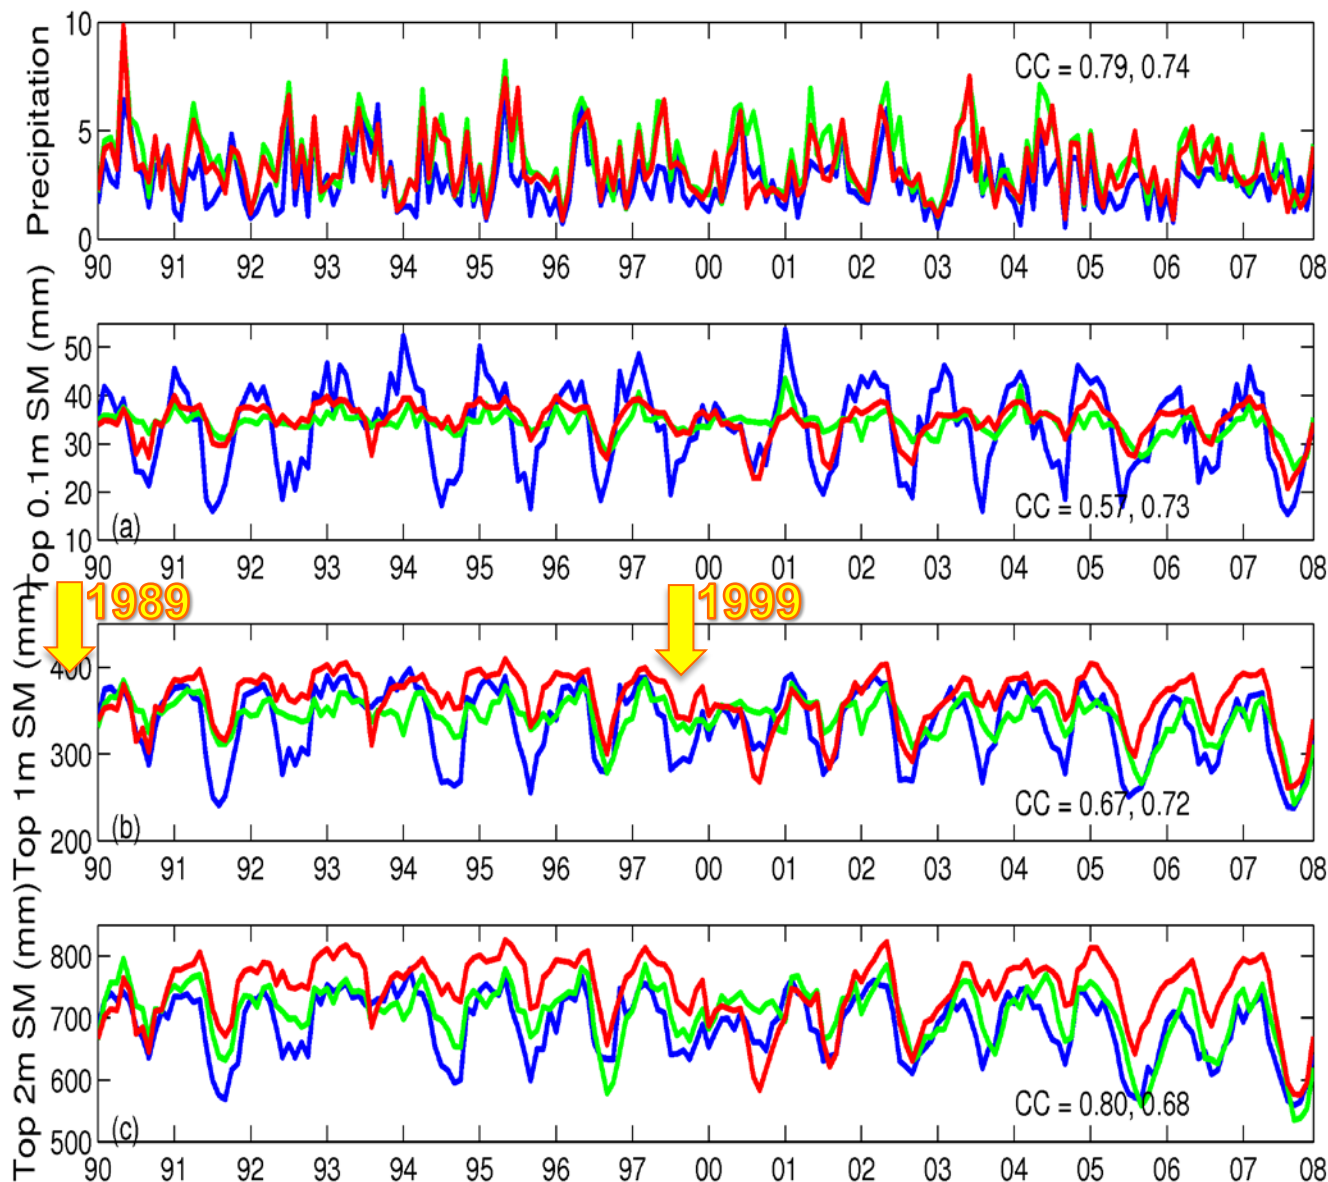 Precipitation
10
5
0
CC = 0.79, 0.74
90 91 92 93 94 95 96 97 00 01 02 03 04 05 06 07 08
Top 0.1m SM (mm)
50
40
30
20
10
(a)
CC = 0.57, 0.73
90 91 92 93 94 95 96 97 00 01 02 03 04 05 06 07 08
1989
1999
Top 1m SM (mm)
400
300
200
(b)
CC = 0.67, 0.72
90 91 92 93 94 95 96 97 00 01 02 03 04 05 06 07 08
Top 2m SM (mm)
800
700
600
500
(c)
CC = 0.80, 0.68
90 91 92 93 94 95 96 97 00 01 02 03 04 05 06 07 08